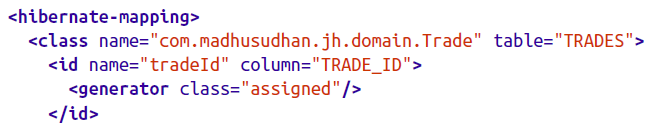 <hibernate-mapping>
<class name="com.madhusudhan.jh.domain.Trade" table="TRADES">
<id name="tradeId" column="TRADE_ID">
<generator class="assigned"/>
</id>